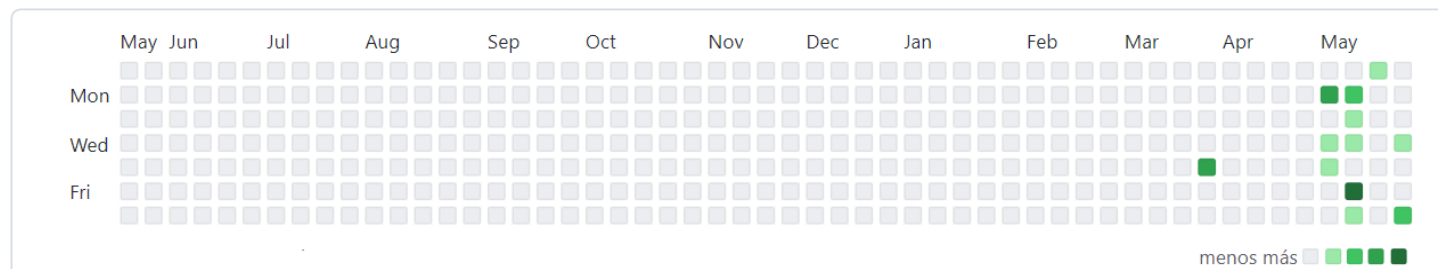 May Jun Jul Aug Sep Oct Nov Dec Jan Feb Mar Apr May
Mon
Wed
Fri
menos más